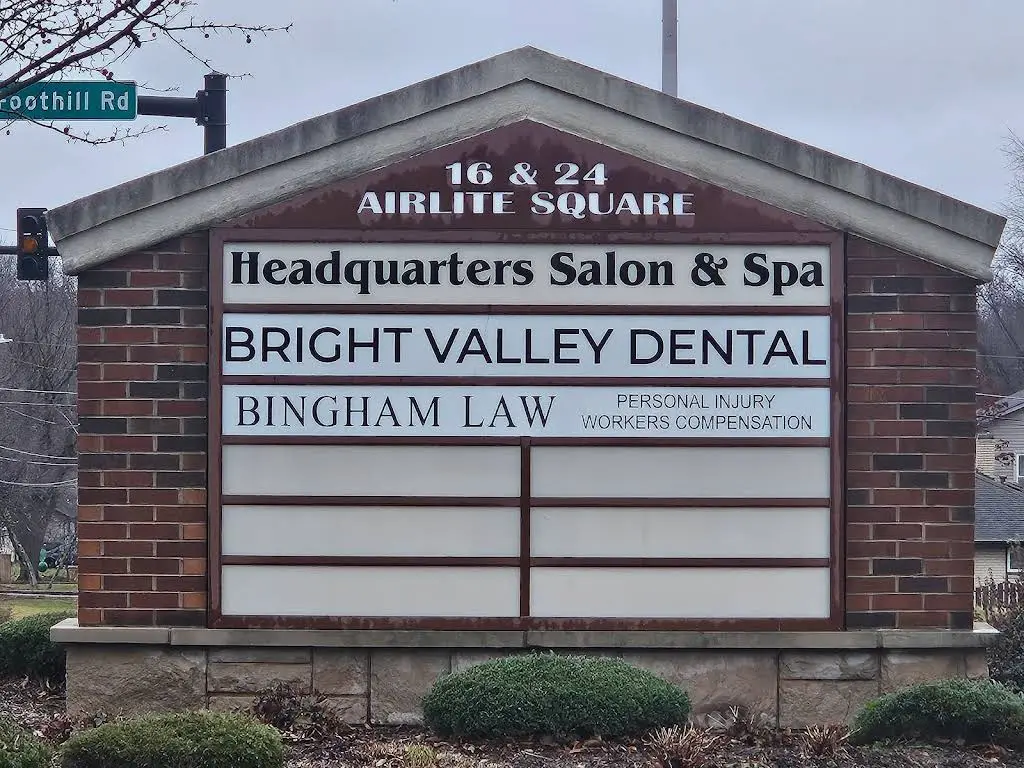 Foothill Rd
16 & 24
AIRLITE SQUARE
Headquarters Salon & Spa
BRIGHT VALLEY DENTAL
BINGHAM LAW
PERSONAL INJURY
WORKERS COMPENSATION